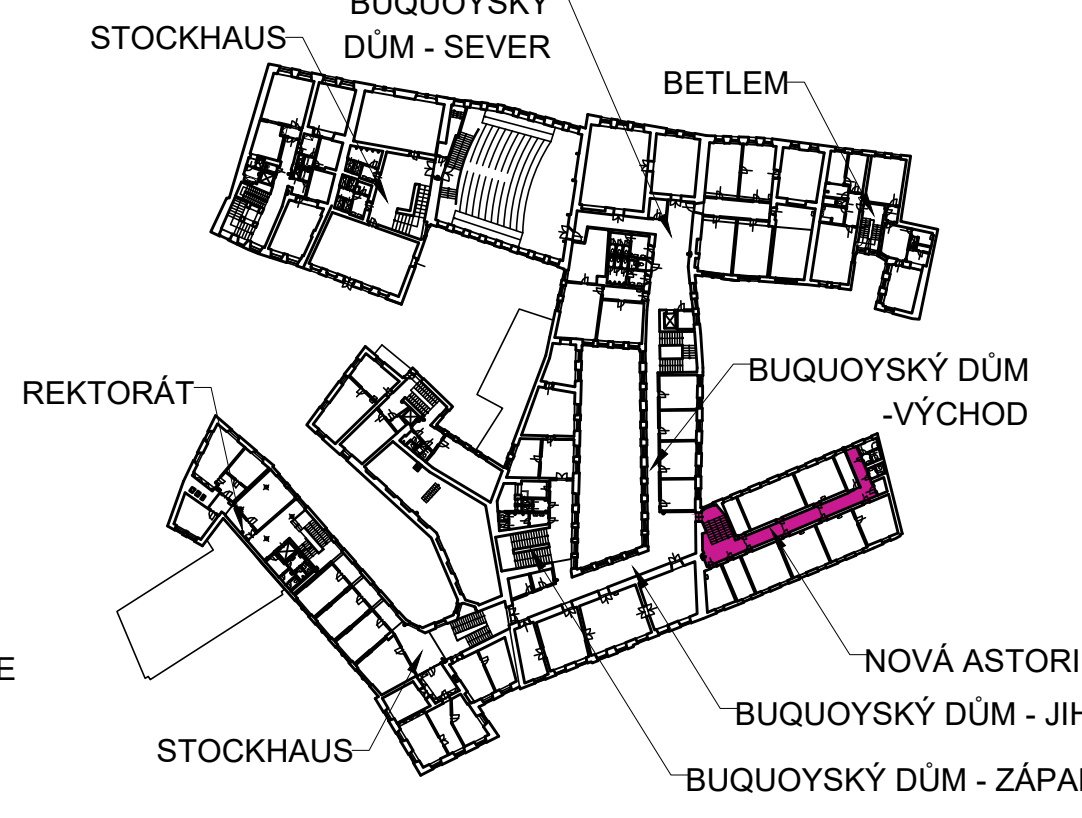 BUQUOYSKÝ
DŮM - SEVER
STOCKHAUS
BETLEM
BUQUOYSKÝ DŮM
-VÝCHOD
REKTORÁT
E
NOVÁ ASTORI
BUQUOYSKÝ DŮM - JIH
STOCKHAUS
BUQUOYSKÝ DŮM - ZÁPAD